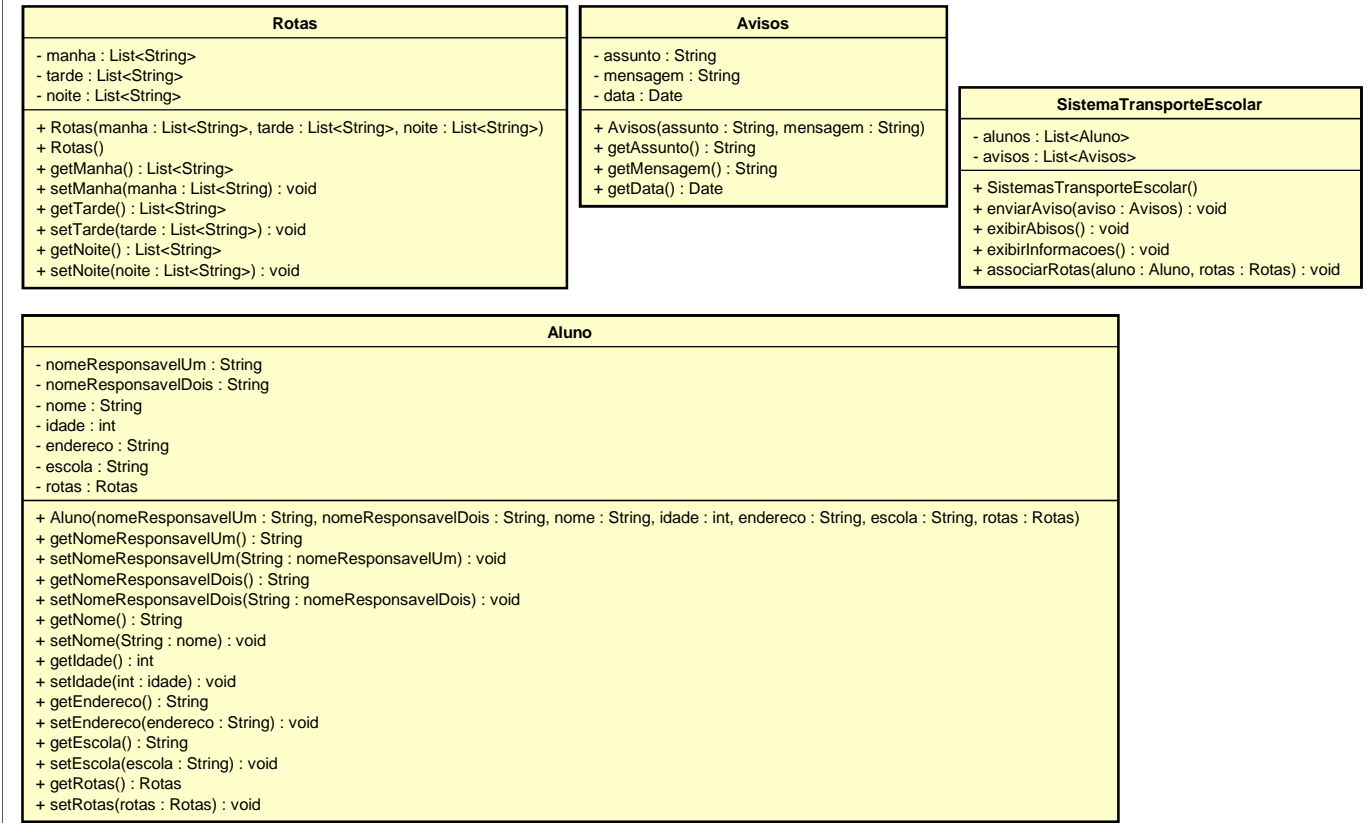 Rotas
- manha : List<String>
- tarde : List<String>
- noite : List<String>
+ Rotas(manha : List<String>, tarde : List<String>, noite : List<String>)
+ Rotas()
+ getManha() : List<String>
+ setManha(manha : List<String) : void
+ getTarde() : List<String>
+ setTarde(tarde : List<String>) : void
+ getNoite() : List<String>
+ setNoite(noite : List<String>) : void
Avisos
- assunto : String
- mensagem : String
- data : Date
+ Avisos(assunto : String, mensagem : String)
+ getAssunto() : String
+ getMensagem() : String
+ getData() : Date
SistemaTransporteEscolar
- alunos : List<Aluno>
- avisos : List<Avisos>
+ SistemasTransporteEscolar()
+ enviarAviso(aviso : Avisos) : void
+ exibirAbisos() : void
+ exibirInformacoes() : void
+ associarRotas(aluno : Aluno, rotas : Rotas) : void
Aluno
- nomeResponsavelUm : String
- nomeResponsavelDois : String
- nome : String
- idade : int
- endereco : String
- escola : String
- rotas : Rotas
+ Aluno(nomeResponsavelUm : String, nomeResponsavelDois : String, nome : String, idade : int, endereco : String, escola : String, rotas : Rotas)
+ getNomeResponsavelUm() : String
+ setNomeResponsavelUm(String : nomeResponsavelUm) : void
+ getNomeResponsavelDois() : String
+ setNomeResponsavelDois(String : nomeResponsavelDois) : void
+ getNome() : String
+ setNome(String : nome) : void
+ getIdade() : int
+ setIdade(int : idade) : void
+ getEndereco() : String
+ setEndereco(endereco : String) : void
+ getEscola() : String
+ setEscola(escola : String) : void
+ getRotas() : Rotas
+ setRotas(rotas : Rotas) : void